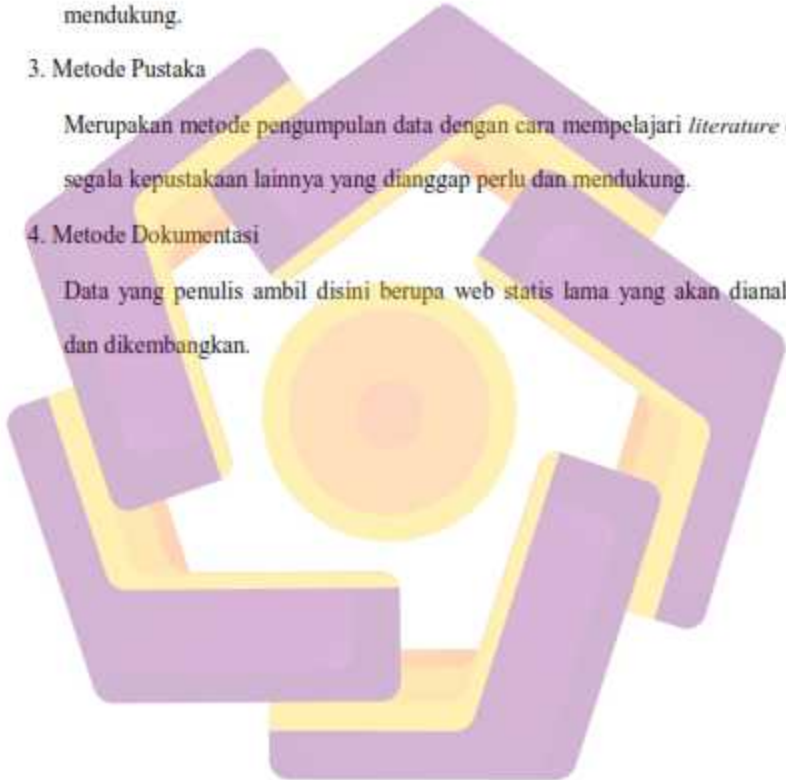 mendukung.
3. Metode Pustaka
Merupakan metode pengumpulan data dengan cara mempelajari literature
segala kepustakaan lainnya yang dianggap perlu dan mendukung.
4. Metode Dokumentasi
Data yang penulis ambil disini berupa web statis lama yang akan dianal
dan dikembangkan.